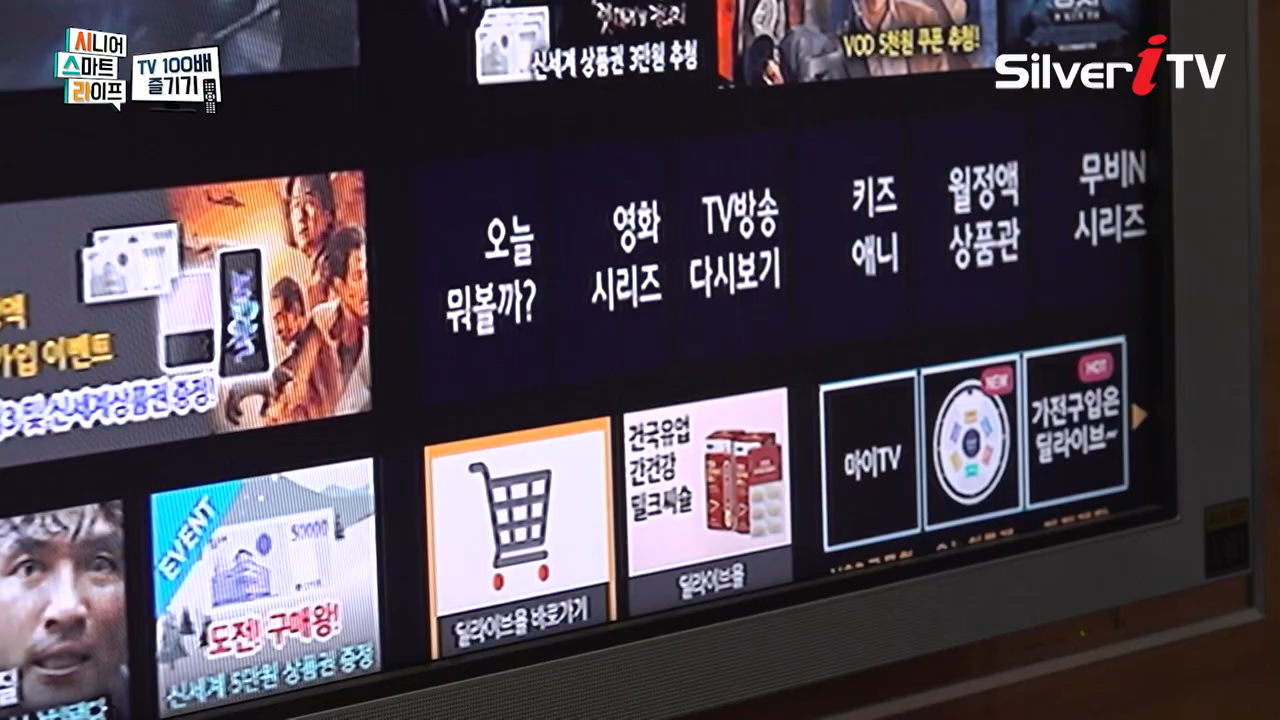 시니어
스마트
라이프
TV 100배
즐기기
Silver i TV
신세계 상품권 3만원 추첨
VOD 5천원 쿠폰 추첨!
오늘
뭐볼까?
영화
시리즈
TV방송
다시보기
키즈
애니
월정액
상품관
무비N
시리즈
가입 이벤트
신세계상품권 증정!
EVENT
50000
도전! 구매왕!
신세계 5만원 상품권 증정
딜라이브몰 바로가기
건국유업
간건강
밀크씨슬
딜라이브몰
마이TV
NEW
HOT
가전구입은
딜라이브~